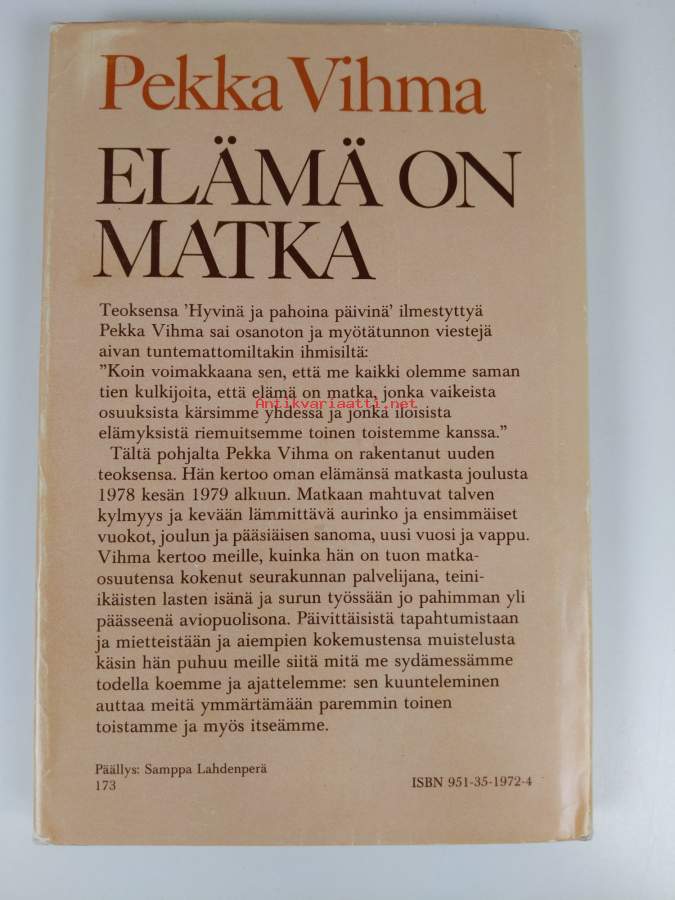 Pekka Vihma
ELÄMÄ ON
MATKA
Teoksensa ’Hyvinä ja pahoina päivinä’ ilmestyttyä
Pekka Vihma sai osanoton ja myötätunnon viestejä
aivan tuntemattomiltakin ihmisiltä:
”Koin voimakkaana sen, että me kaikki olemme saman
tien kulkijoita, että elämä on matka, jonka vaikeista
Antikvariaatti.net
osuuksista kärsimme yhdessä ja jonka iloisista
elämyksistä riemuitsemme toinen toistemme kanssa.”
Tältä pohjalta Pekka Vihma on rakentanut uuden
teoksensa. Hän kertoo oman elämänsä matkasta joulusta
1978 kesän 1979 alkuun. Matkaan mahtuvat talven
kylmyys ja kevään lämmittävä aurinko ja ensimmäiset
vuokot, joulun ja pääsiäisen sanoma, uusi vuosi ja vappu.
Vihma kertoo meille, kuinka hän on tuon matka-
osuutensa kokenut seurakunnan palvelijana, teini-
ikäisten lasten isänä ja surun työssään jo pahimman yli
päässeenä aviopuolisona. Päivittäisistä tapahtumistaan
ja mietteistään ja aiempien kokemustensa muistelusta
käsin hän puhuu meille siitä mitä me sydämessämme
todella koemme ja ajattelemme: sen kuunteleminen
auttaa meitä ymmärtämään paremmin toinen
toistamme ja myös itseämme.
Päällys: Samppa Lahdenperä
173
ISBN 951-35-1972-4